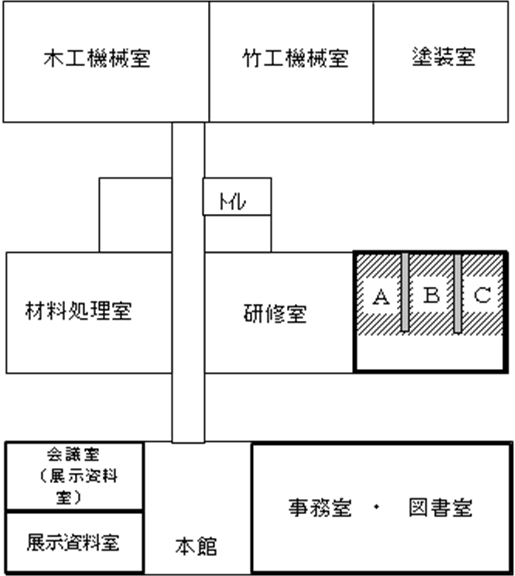 木工機械室
竹工機械室
塗装室
ﾄｲﾚ
材料処理室
研修室
A
B
C
会議室
（展示資料
室）
展示資料室
本館
事務室 ・ 図書室